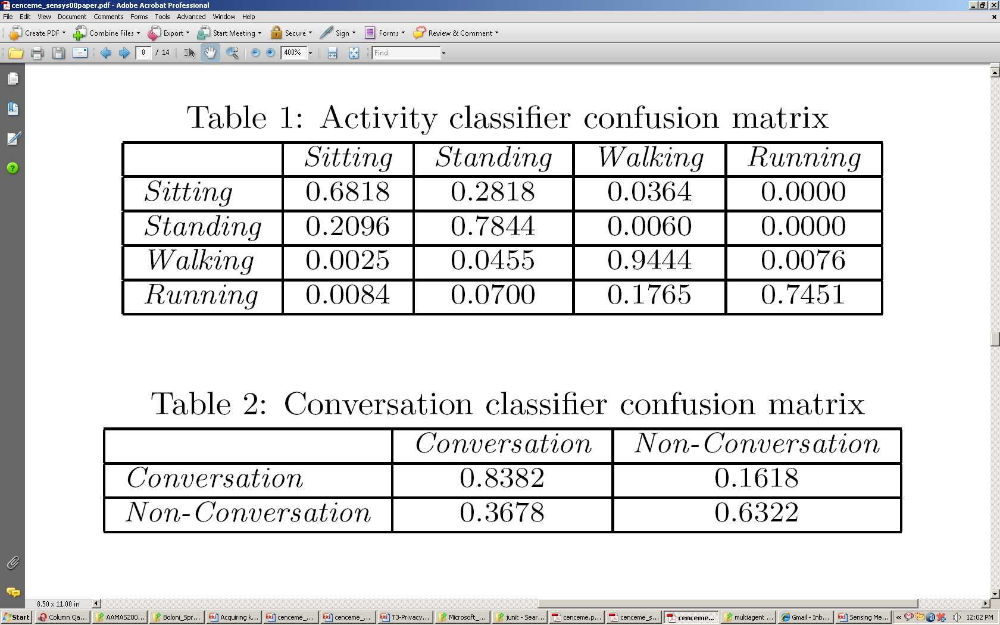 cenceme_sensys08paper.pdf - Adobe Acrobat Professional
File Edit View Document Comments Forms Tools Advanced Window Help
Create PDF Combine Files Export Start Meeting Secure Sign Forms Review & Comment
8 / 14 400% Find
Table 1: Activity classifier confusion matrix
Sitting Standing Walking Running
Sitting 0.6818 0.2818 0.0364 0.0000
Standing 0.2096 0.7844 0.0060 0.0000
Walking 0.0025 0.0455 0.9444 0.0076
Running 0.0084 0.0700 0.1765 0.7451
Table 2: Conversation classifier confusion matrix
Conversation Non-Conversation
Conversation 0.8382 0.1618
Non-Conversation 0.3678 0.6322
8.50 x 11.00 in
Start Column Qa... AAMAS200... Boloni_Spr... Acquiring k... cenceme_... cenceme_... T3-Privacy... Microsoft_... junit - Sear... cenceme.p... cenceme_s... cenceme... multiagent ... Gmail - Inb... Sensing Me... « 12:02 PM